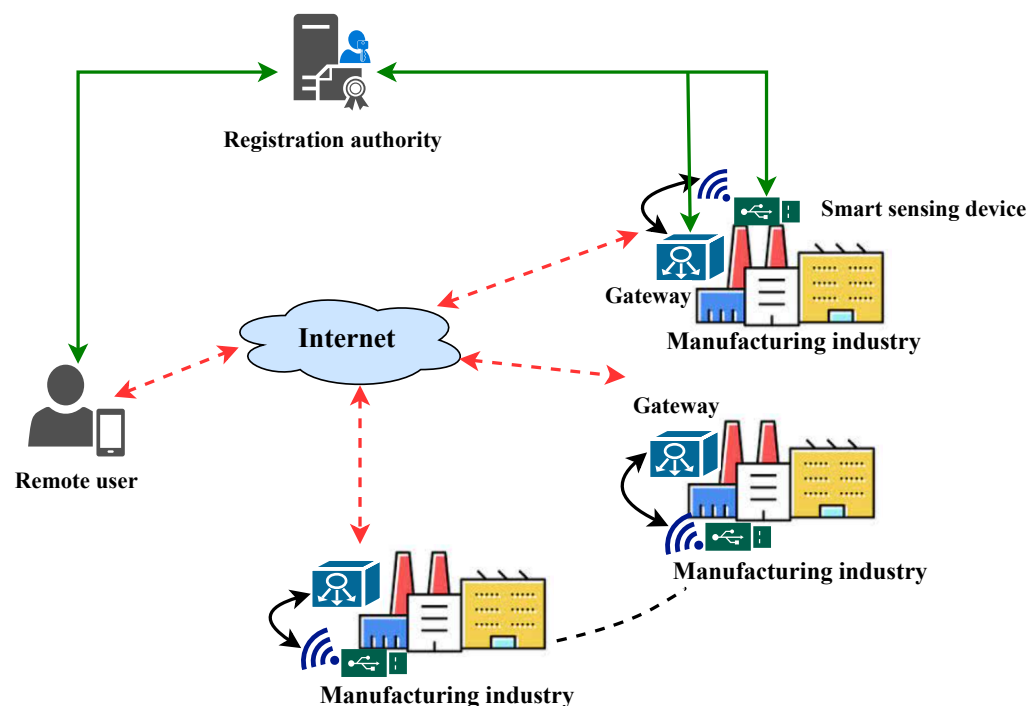 Registration authority
Smart sensing device
Gateway
Manufacturing industry
Internet
Gateway
Remote user
Manufacturing industry
Manufacturing industry